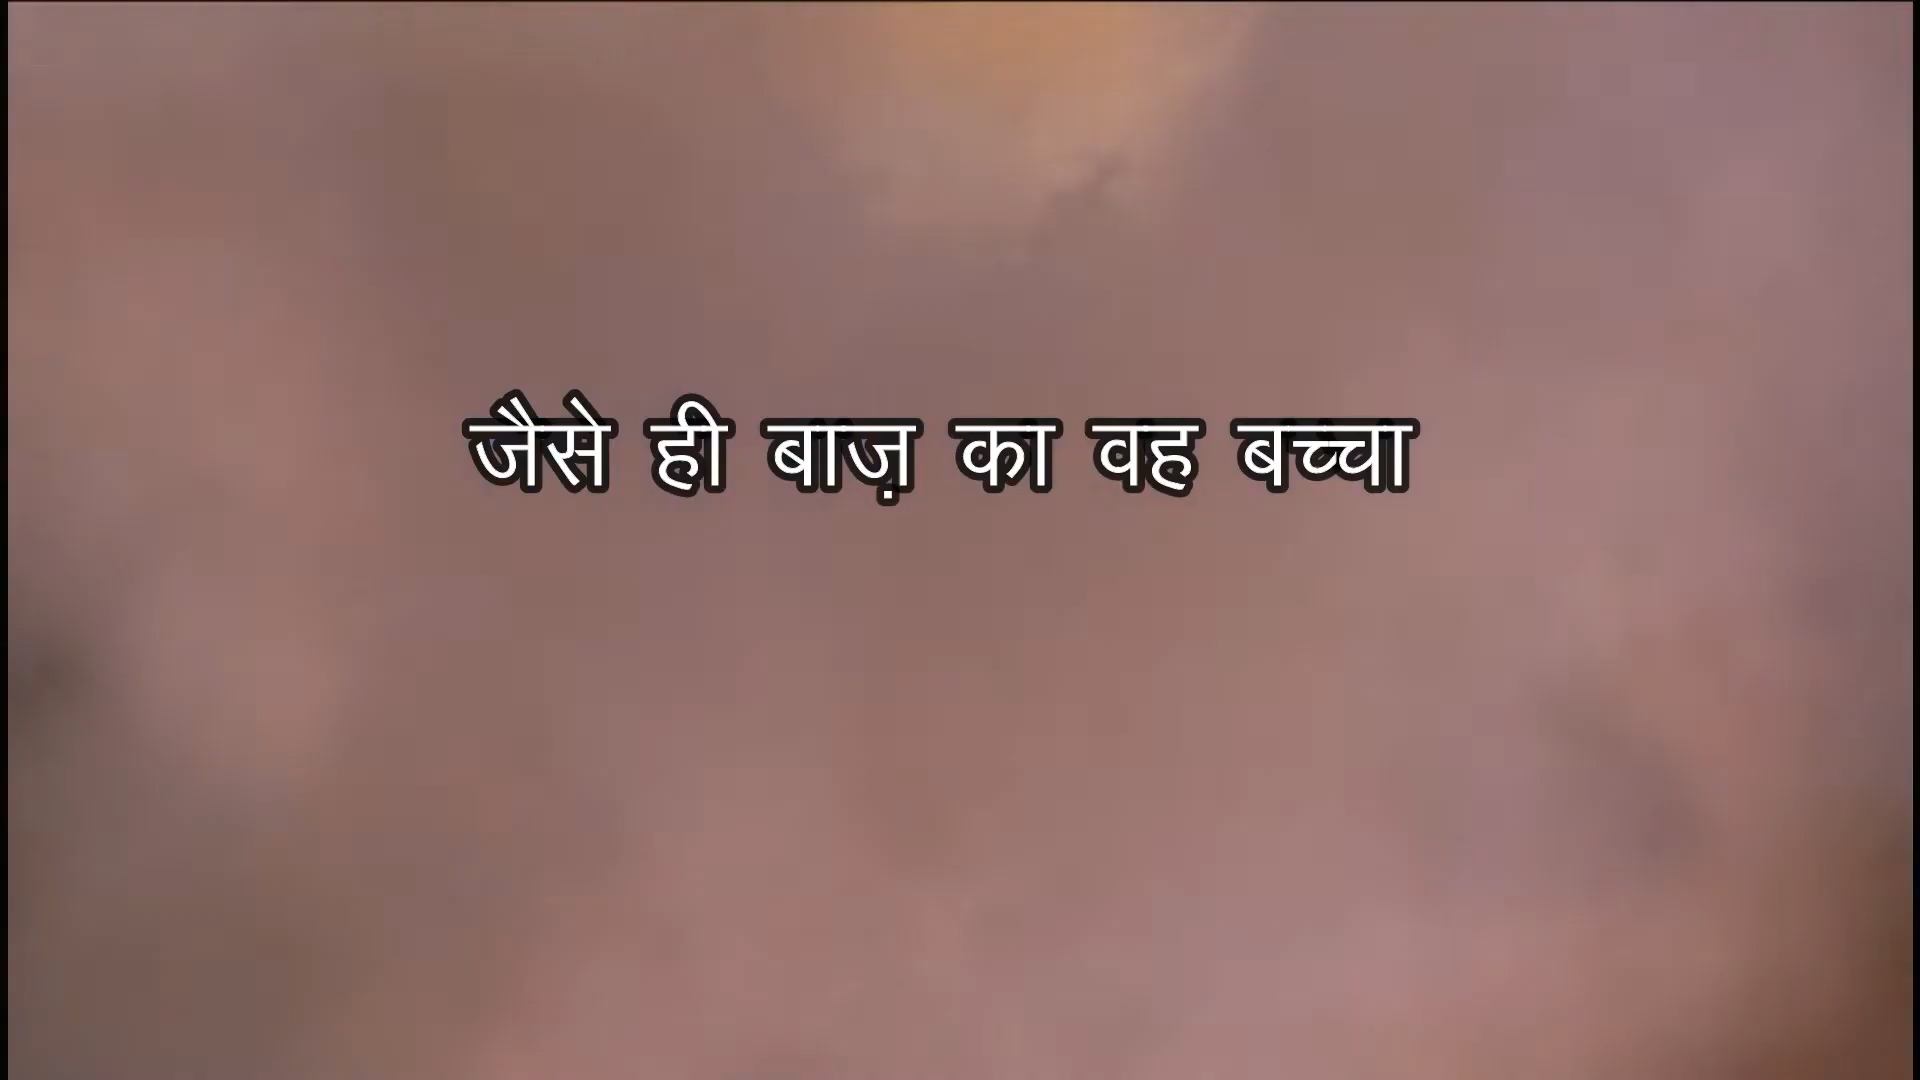 जैसे ही बाज़ का वह बच्चा